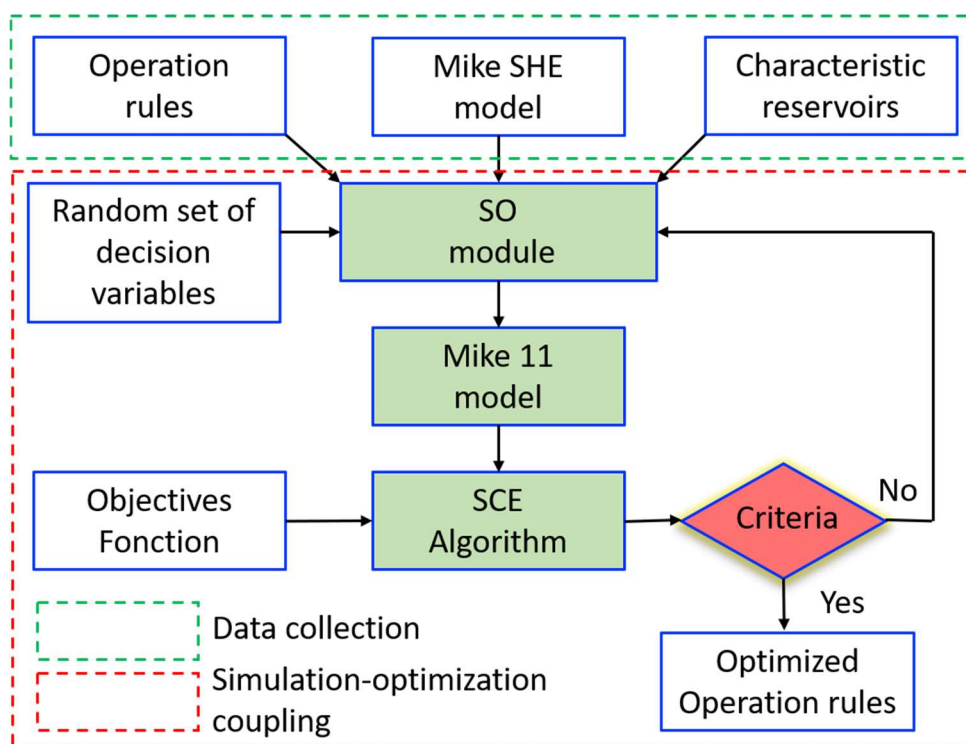 Operation
rules
Mike SHE
model
Characteristic
reservoirs
Random set of
decision
variables
SO
module
Mike 11
model
Objectives
Fonction
SCE
Algorithm
Criteria
No
Yes
Optimized
Operation rules
Data collection
Simulation-optimization
coupling